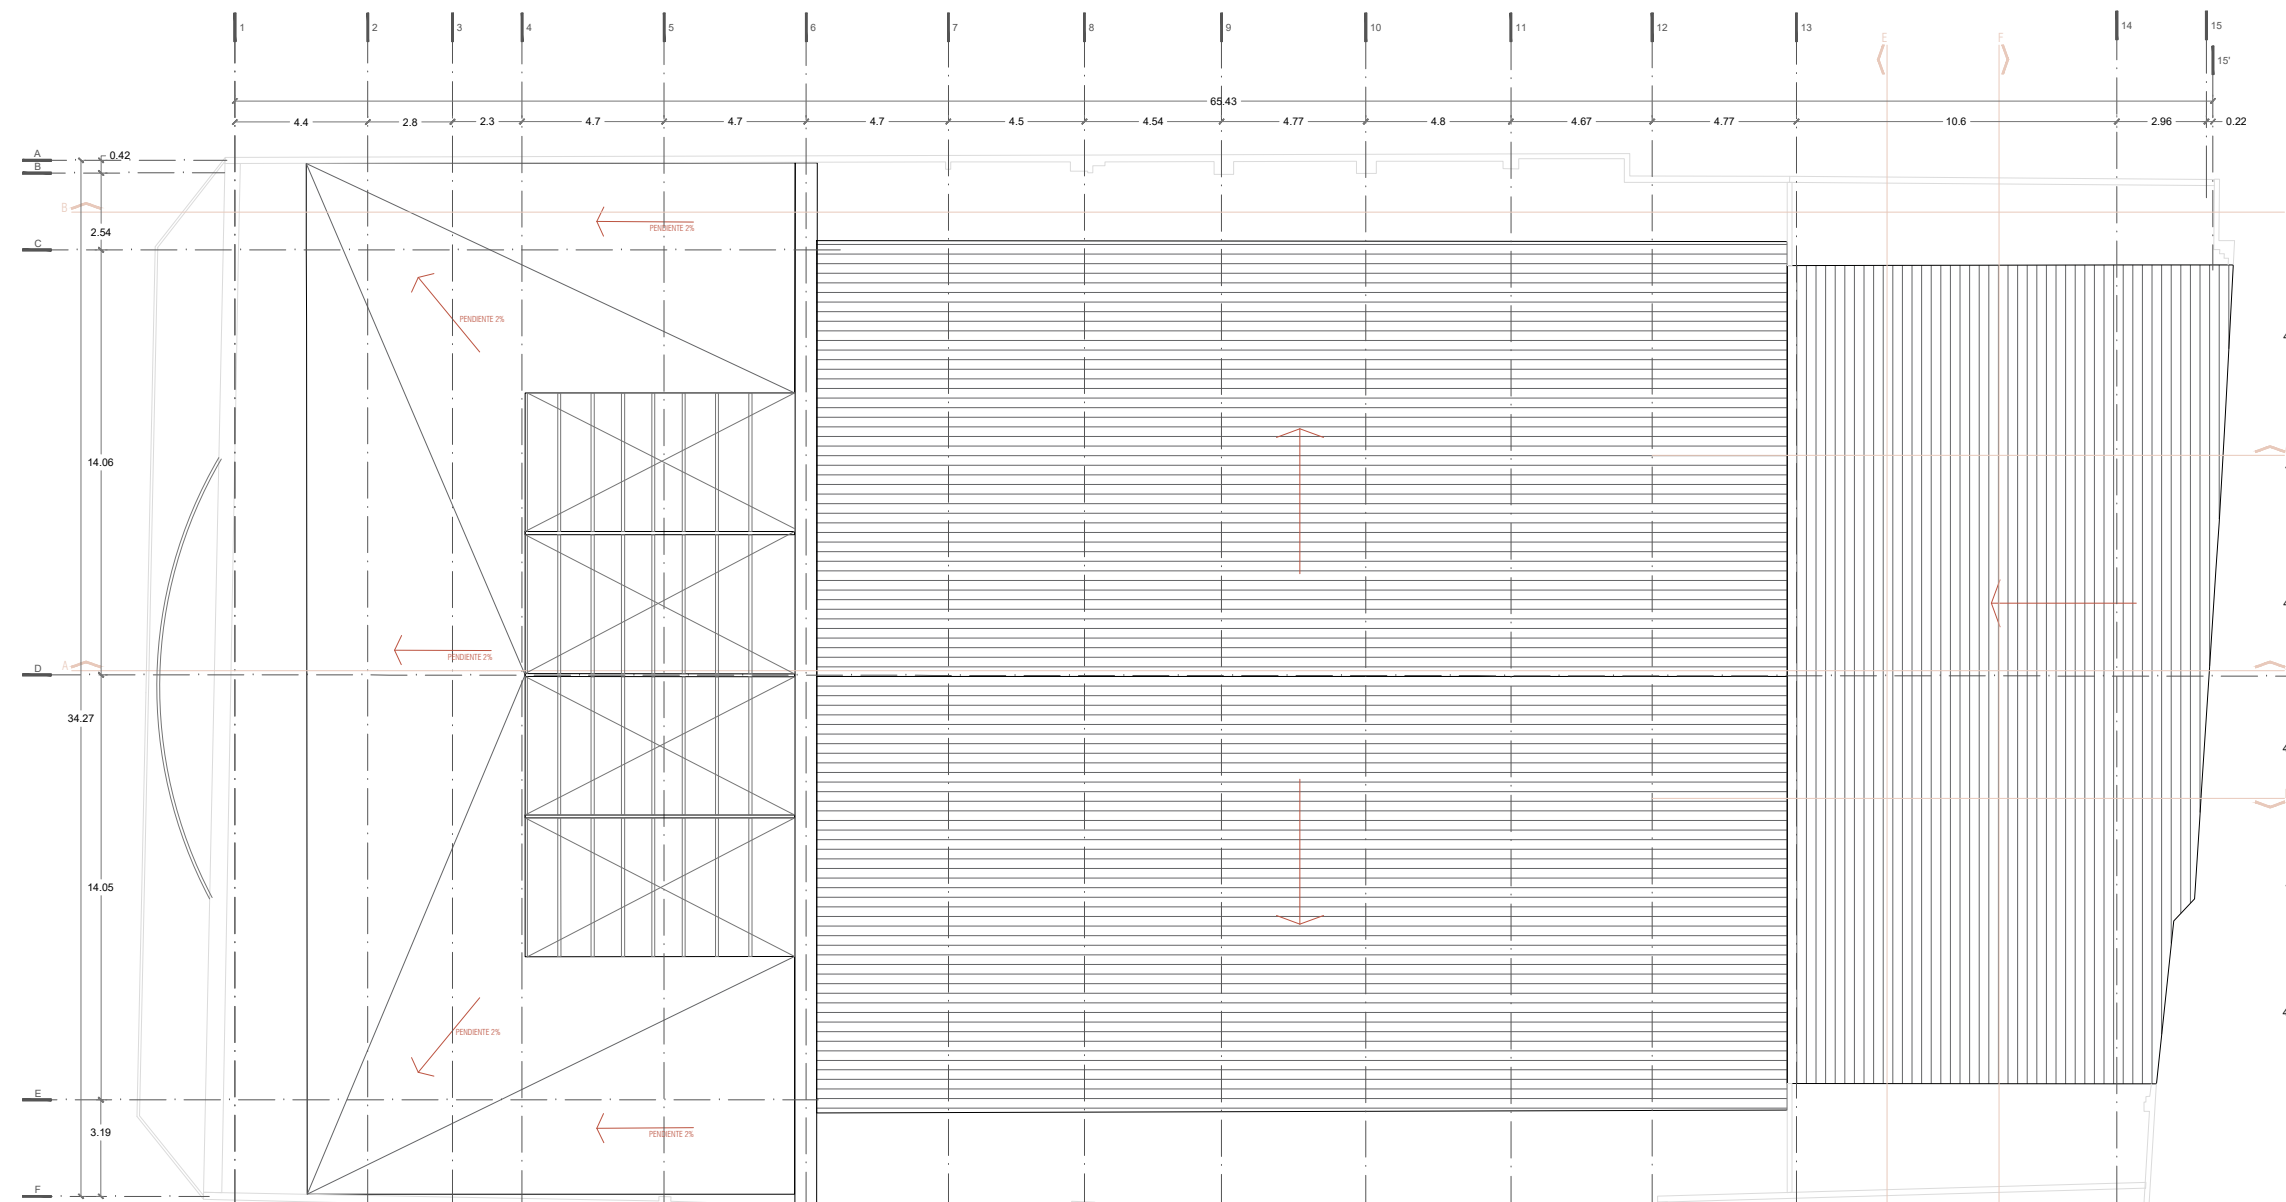 1 2 3 4 5 6 7 8 9 10 11 12 13 E F 14 15
15'
65.43
4.4 2.8 2.3 4.7 4.7 4.7 4.5 4.54 4.77 4.8 4.67 4.77 10.6 2.96 0.22
A 0.42
B
B
PENDIENTE 2%
2.54
C
PENDIENTE 2%
14.06
PENDIENTE 2%
A
D
34.27
14.05
PENDIENTE 2%
E
3.19
PENDIENTE 2%
F